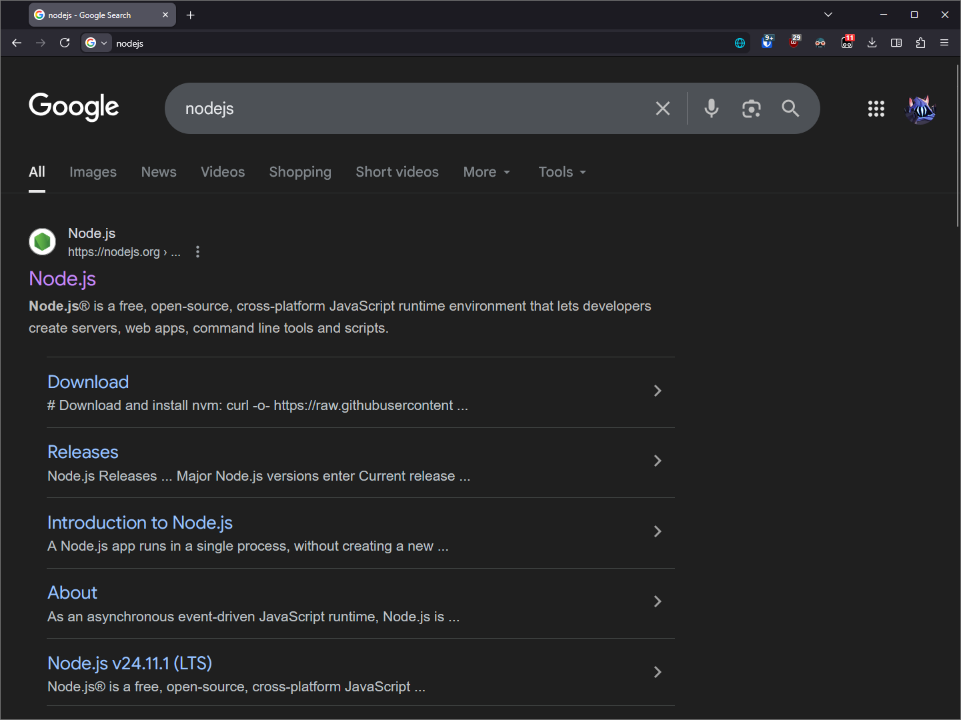 nodejs - Google Search
nodejs
9+
29
11
Google
nodejs
All Images News Videos Shopping Short videos More Tools
Node.js
https://nodejs.org › ...
Node.js
Node.js® is a free, open-source, cross-platform JavaScript runtime environment that lets developers
create servers, web apps, command line tools and scripts.
Download
# Download and install nvm: curl -o- https://raw.githubusercontent ...
Releases
Node.js Releases ... Major Node.js versions enter Current release ...
Introduction to Node.js
A Node.js app runs in a single process, without creating a new ...
About
As an asynchronous event-driven JavaScript runtime, Node.js is ...
Node.js v24.11.1 (LTS)
Node.js® is a free, open-source, cross-platform JavaScript ...